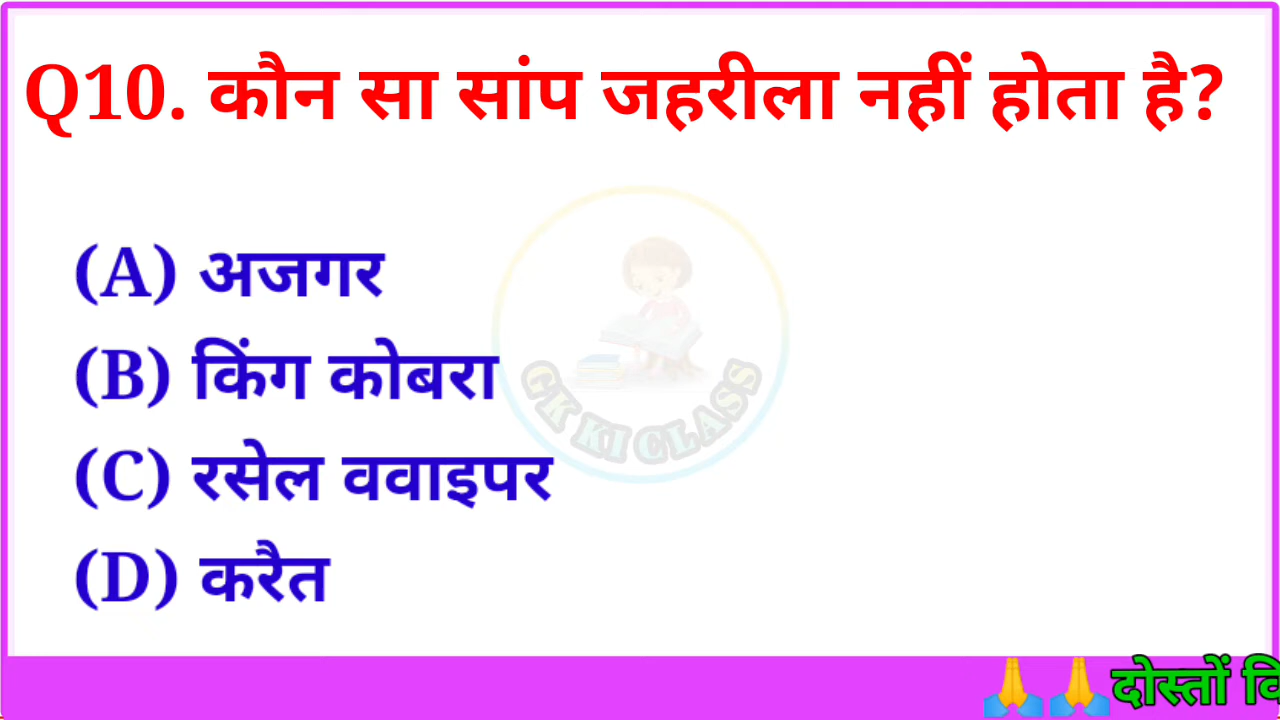 Q10. कौन सा सांप जहरीला नहीं होता है?
(A) अजगर
(B) किंग कोबरा
GK KI CLASS
(C) रसेल ववाइपर
(D) करैत
🙏🙏दोस्तों